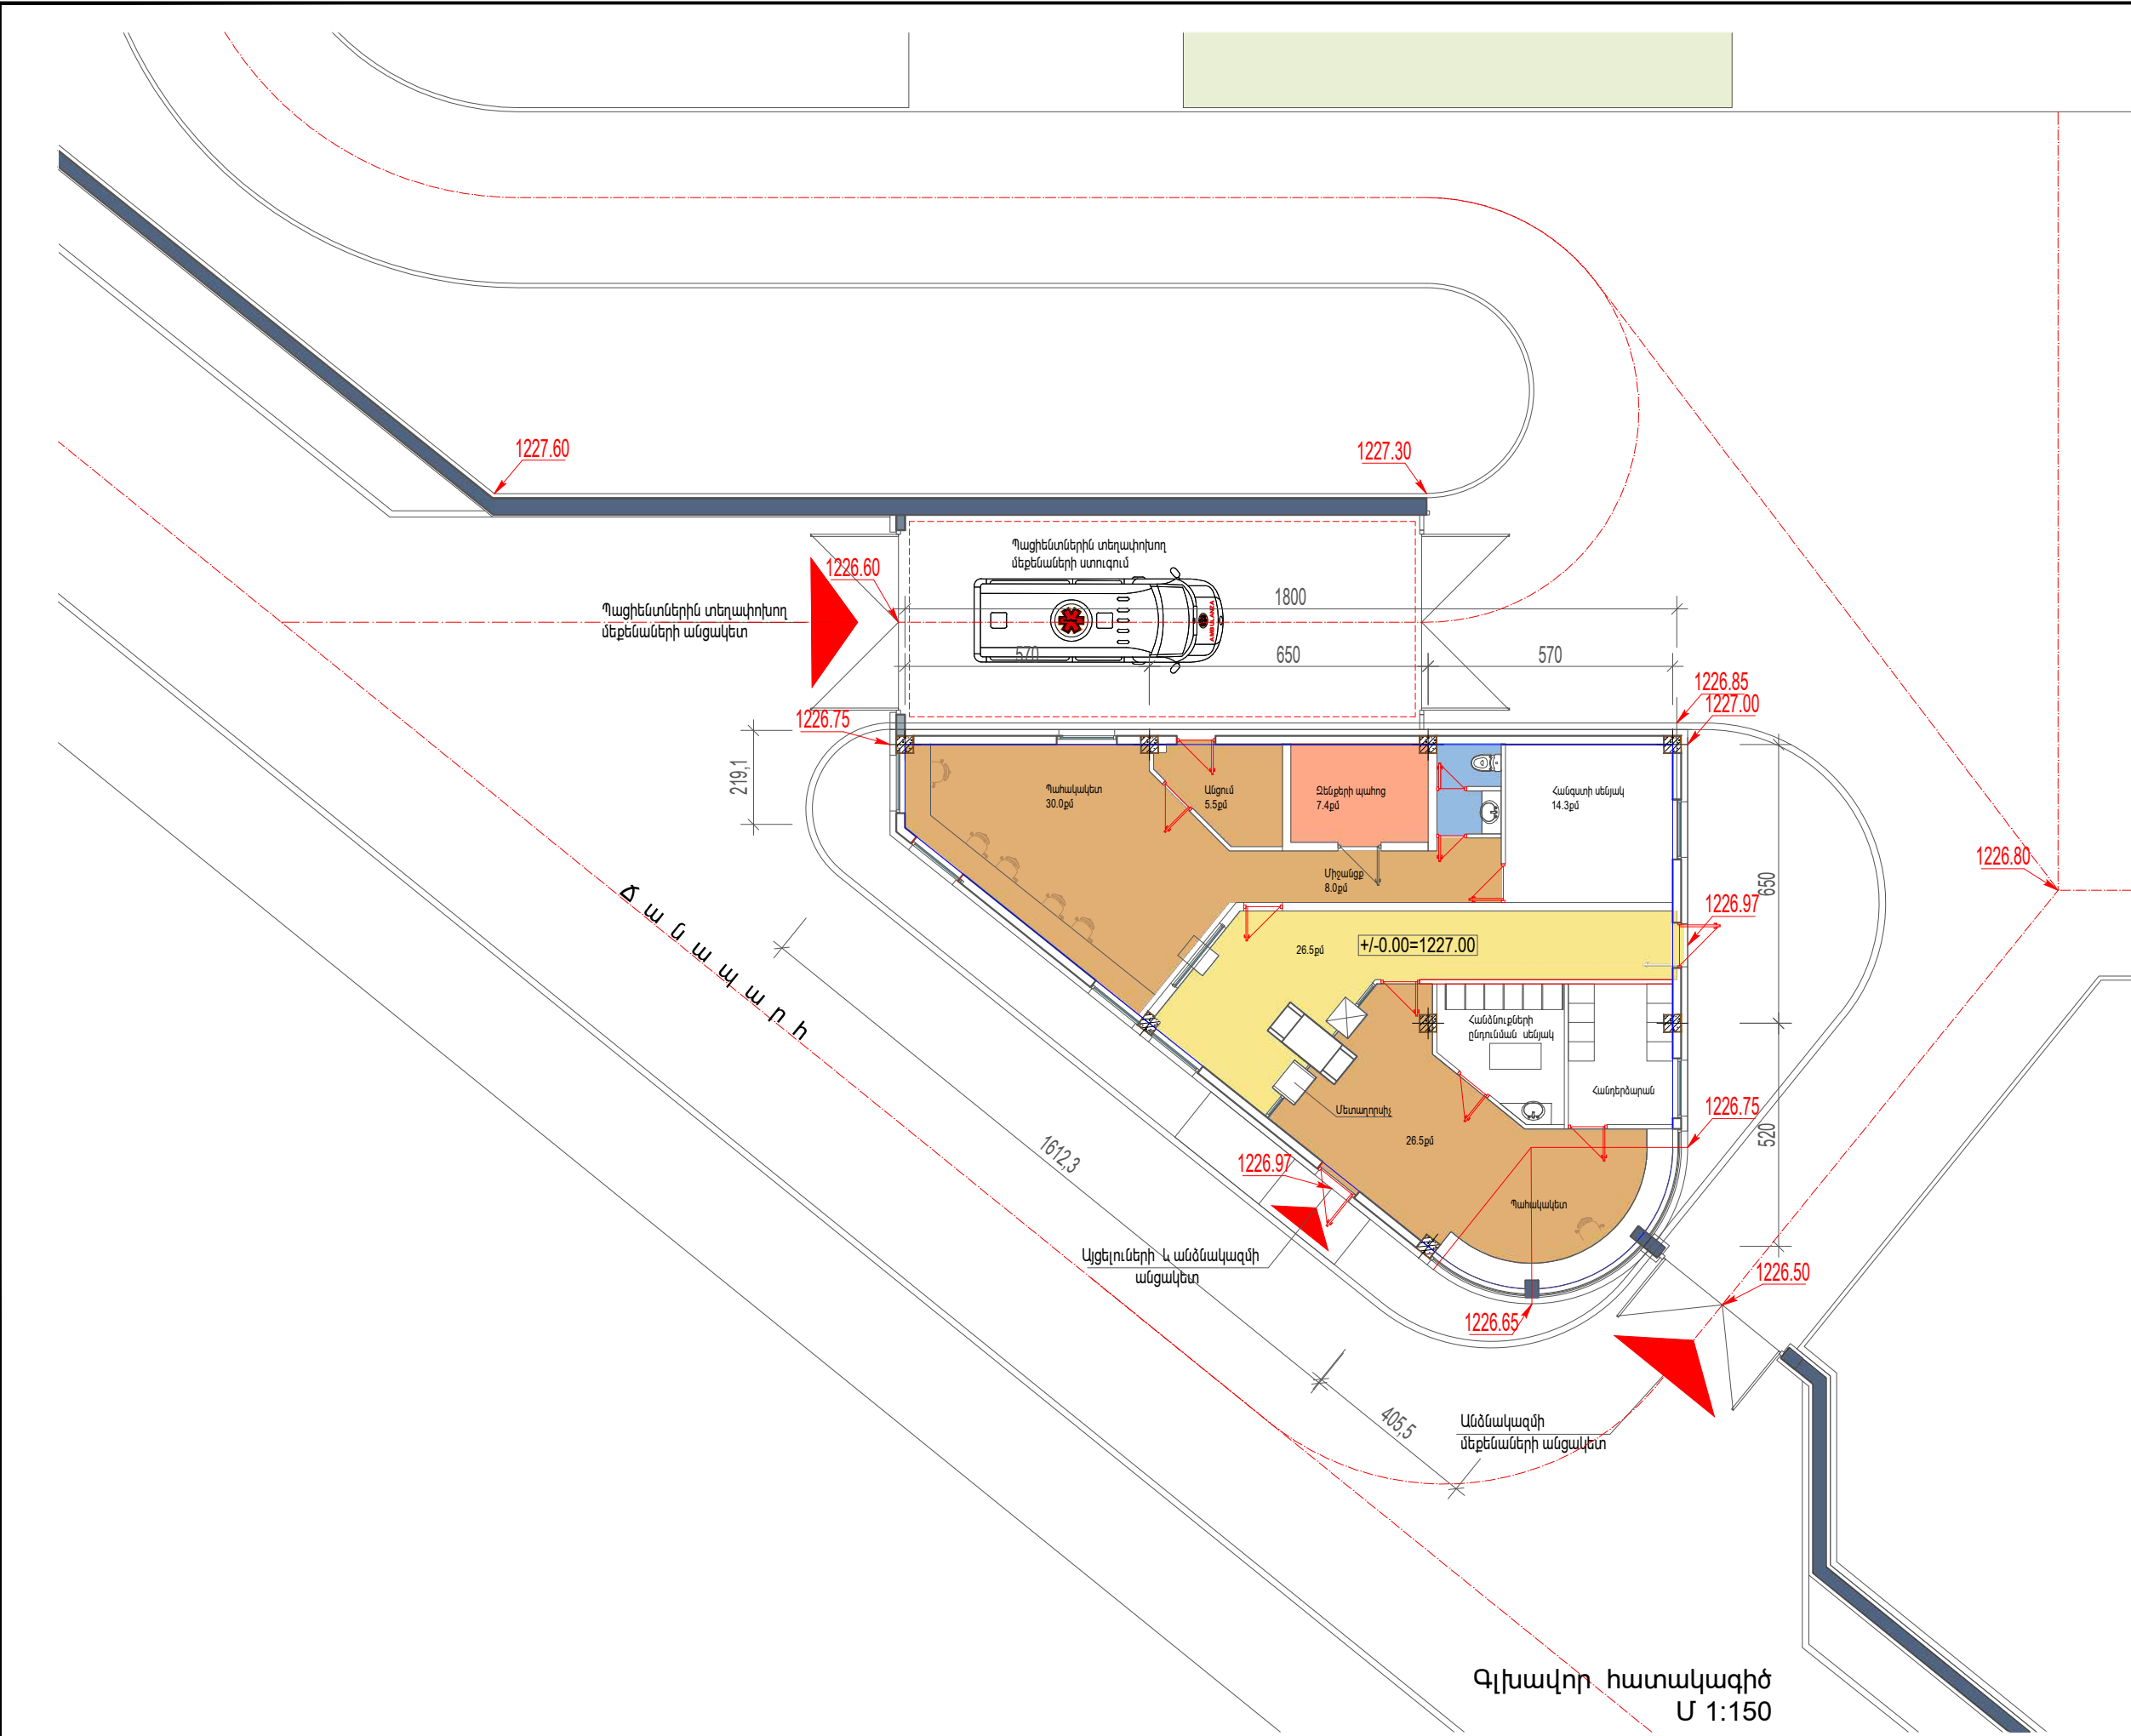 1227.60
1227.30
Պացիենտներին տեղափոխող
մեքենաների ստուգում
1226.60
1800
Պացիենտներին տեղափոխող
մեքենաների անցակետ
AMBULANZA
570
650
570
1226.85
1227.00
1226.75
219,1
Պահակակետ
30.0քմ
Անցում
5.5քմ
Զենքերի պահոց
7.4քմ
Հանգստի սենյակ
14.3քմ
Միջանցք
8.0քմ
1226.80
650
1226.97
Ճանապարհ
26.5քմ
+/-0.00=1227.00
Հանձնուքների
ընդունման սենյակ
Հանդերձարան
Մետաղորսիչ
1226.75
520
26.5քմ
1612,3
1226.97
Պահակակետ
Այցելուների և անձնակազմի
անցակետ
1226.50
1226.65
405,5
Անձնակազմի
մեքենաների անցակետ
Գլխավոր հատակագիծ
Մ 1:150